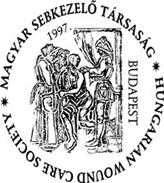 MAGYAR SEBKEZELŐ TÁRSASÁG
HUNGARIAN WOUND CARE SOCIETY
1997.
BUDAPEST